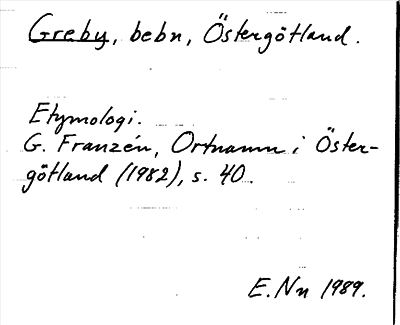 Greby, bebn, Östergötland.
Etymologi.
G. Franzén, Ortnamn i Öster-
götland (1982), s. 40.
E. Nn 1989.